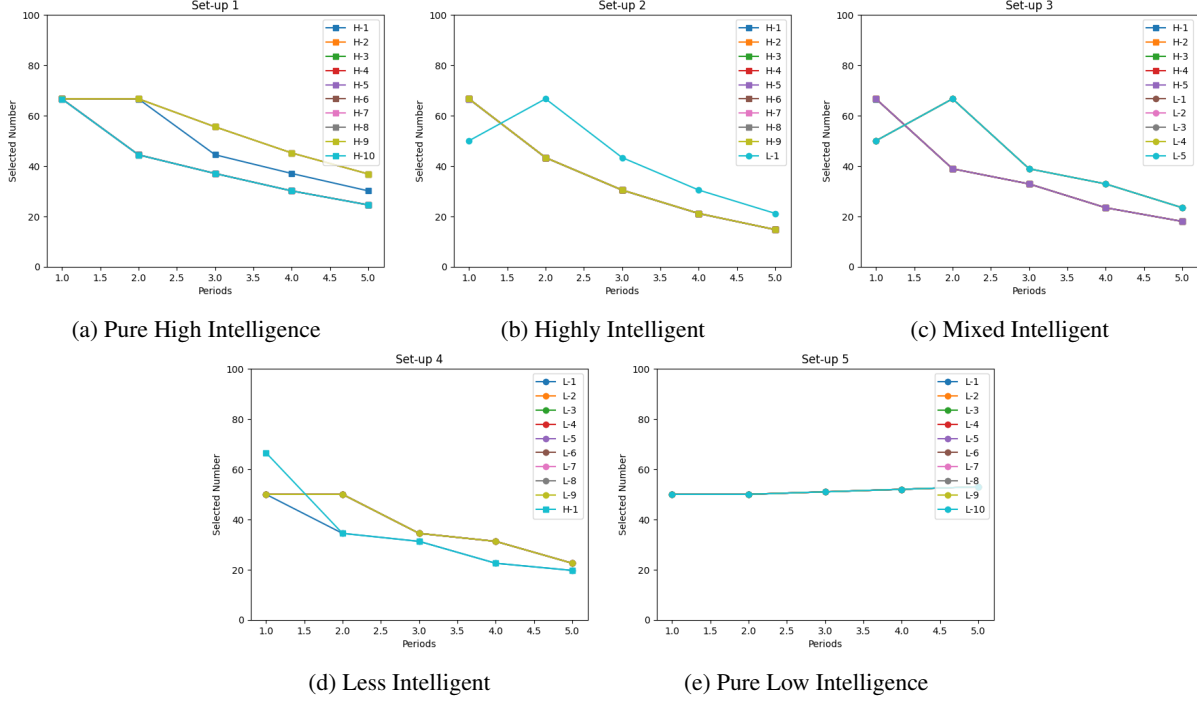 Set-up 1
100
80
60
40
20
0
Selected Number
1.0 1.5 2.0 2.5 3.0 3.5 4.0 4.5 5.0
Periods
H-1
H-2
H-3
H-4
H-5
H-6
H-7
H-8
H-9
H-10
(a) Pure High Intelligence
Set-up 2
100
80
60
40
20
0
Selected Number
1.0 1.5 2.0 2.5 3.0 3.5 4.0 4.5 5.0
Periods
H-1
H-2
H-3
H-4
H-5
H-6
H-7
H-8
H-9
L-1
(b) Highly Intelligent
Set-up 3
100
80
60
40
20
0
Selected Number
1.0 1.5 2.0 2.5 3.0 3.5 4.0 4.5 5.0
Periods
H-1
H-2
H-3
H-4
H-5
L-1
L-2
L-3
L-4
L-5
(c) Mixed Intelligent
Set-up 4
100
80
60
40
20
0
Selected Number
1.0 1.5 2.0 2.5 3.0 3.5 4.0 4.5 5.0
Periods
L-1
L-2
L-3
L-4
L-5
L-6
L-7
L-8
L-9
H-1
(d) Less Intelligent
Set-up 5
100
80
60
40
20
0
Selected Number
1.0 1.5 2.0 2.5 3.0 3.5 4.0 4.5 5.0
Periods
L-1
L-2
L-3
L-4
L-5
L-6
L-7
L-8
L-9
L-10
(e) Pure Low Intelligence